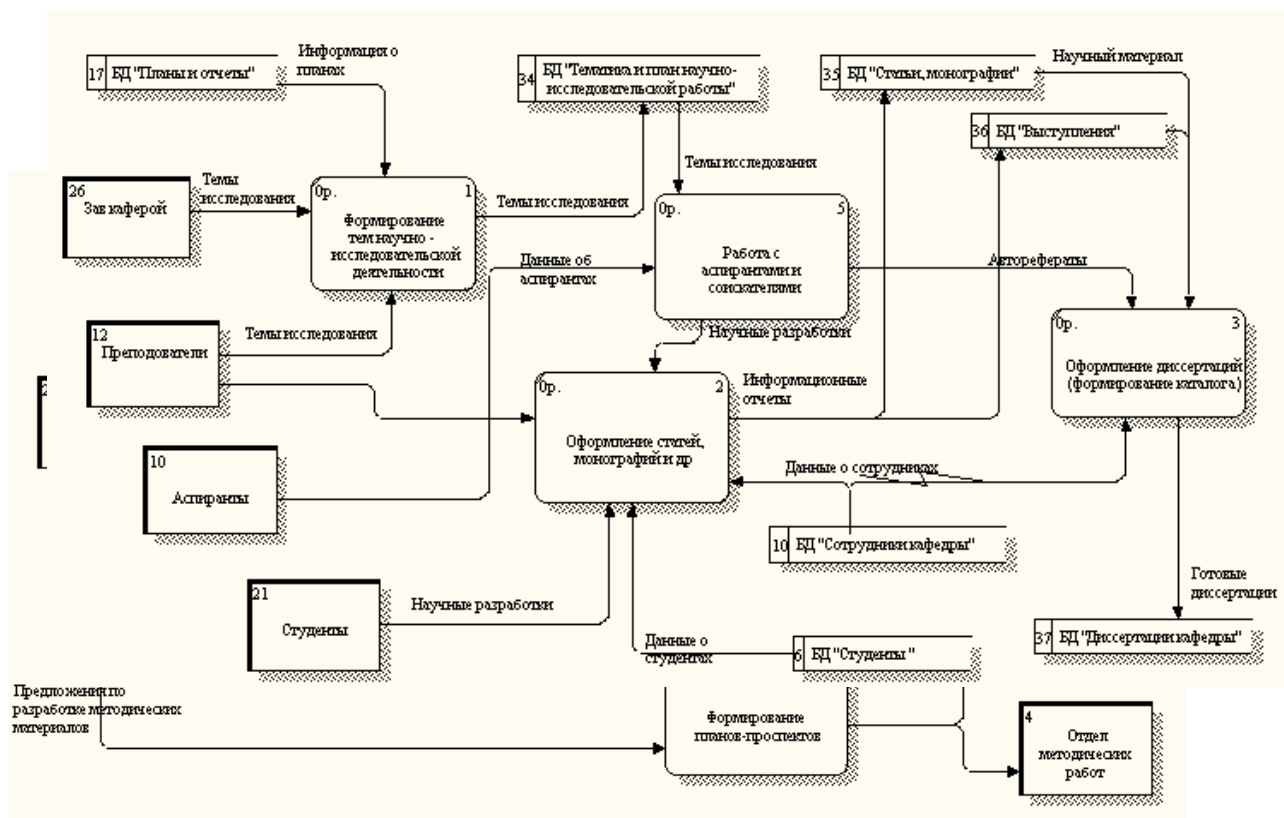 Информация о
планах
17 БД "Планы и отчеты"
34 БД "Тематика и план научно-
исследовательской работы"
35 БД "Статьи, монографии"
Научный материал
36 БД "Выступления"
26
Зав каферой
Темы
исследования
0р. 1
Формирование
тем научно -
исследовательской
деятельности
Темы исследования
Темы исследования
0р. 5
Работа с
аспирантами и
соискателями
Данные об
аспирантах
Авторефераты
12
Преподователи
Темы исследования
Научные разработки
0р. 3
Оформление диссертаций
(формирование каталога)
0р. 2
Оформление статей,
монографий и др
Информационные
отчеты
10
Аспиранты
Данные о сотрудниках
10 БД "Сотрудники кафедры"
21
Студенты
Научные разработки
Готовые
диссертации
37 БД "Диссертации кафедры"
Данные о
студентах
6 БД "Студенты "
Предложения по
разработке методических
материалов
Формирование
планов-проспектов
4
Отдел
методических
работ